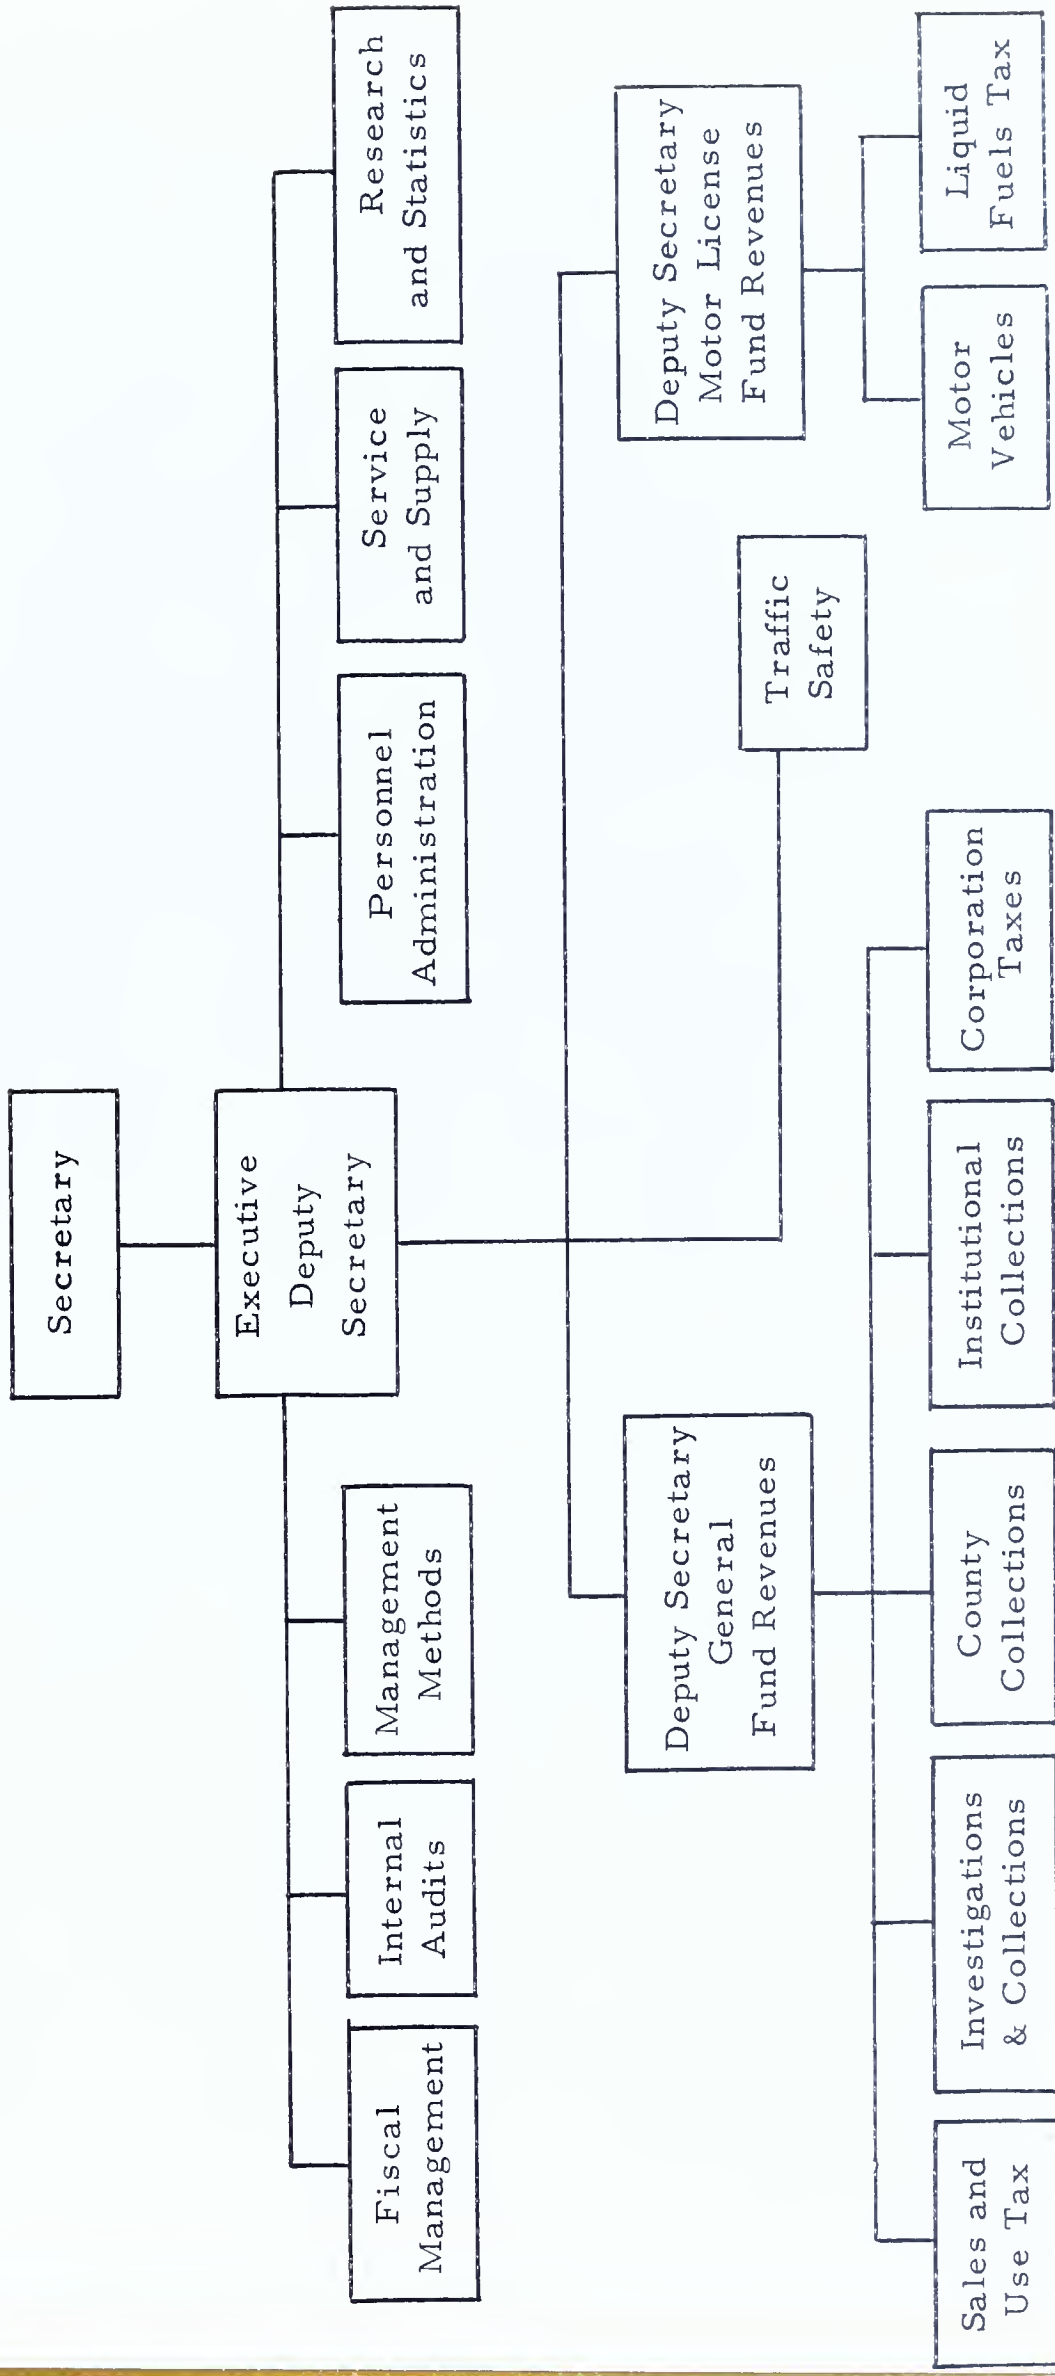 Secretary
Executive
Deputy
Secretary
Fiscal
Management
Internal
Audits
Management
Methods
Personnel
Administration
Service
and Supply
Research
and Statistics
Deputy Secretary
General
Fund Revenues
Deputy Secretary
Motor License
Fund Revenues
Traffic
Safety
Sales and
Use Tax
Investigations
& Collections
County
Collections
Institutional
Collections
Corporation
Taxes
Motor
Vehicles
Liquid
Fuels Tax